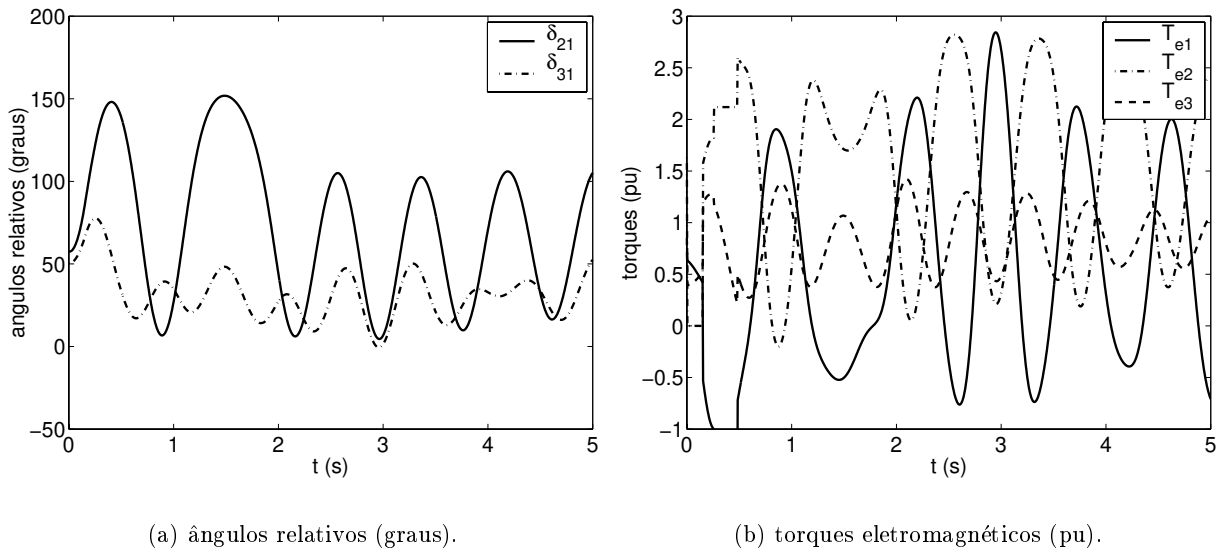 200
150
100
50
0
−50
0
1
2
3
4
5
t (s)
angulos relativos (graus)
δ21
δ31
3
2.5
2
1.5
1
0.5
0
−0.5
−1
0
1
2
3
4
5
t (s)
torques (pu)
Te1
Te2
Te3
(a) ângulos relativos (graus).
(b) torques eletromagnéticos (pu).